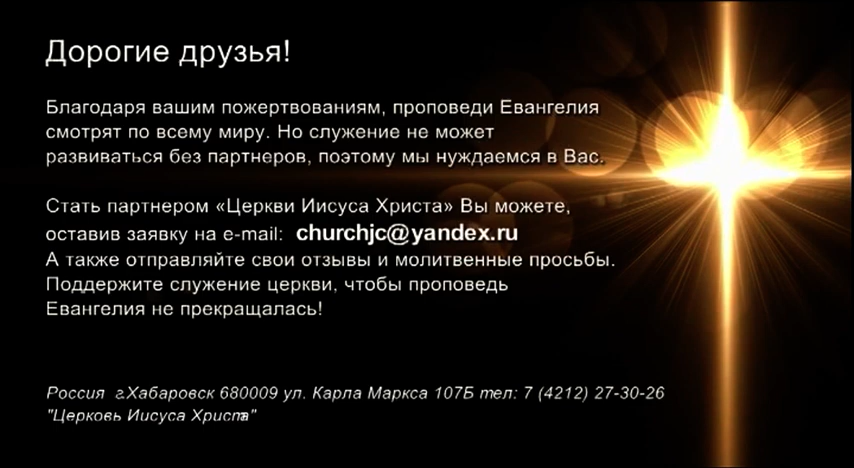 Дорогие друзья!
Благодаря вашим пожертвованиям, проповеди Евангелия
смотрят по всему миру. Но служение не может
развиваться без партнеров, поэтому мы нуждаемся в Вас.
Стать партнером «Церкви Иисуса Христа» Вы можете,
оставив заявку на e-mail: churchjc@yandex.ru
А также отправляйте свои отзывы и молитвенные просьбы.
Поддержите служение церкви, чтобы проповедь
Евангелия не прекращалась!
Россия г.Хабаровск 680009 ул. Карла Маркса 107Б тел: 7 (4212) 27-30-26
"Церковь Иисуса Христа"